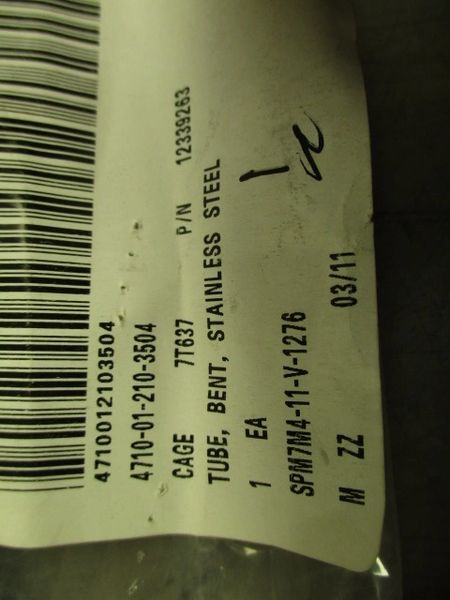 4710012103504
4710-01-210-3504
CAGE 7T637 P/N 12339263
TUBE, BENT, STAINLESS STEEL
1 EA
SPM7M4-11-V-1276
M ZZ 03/11